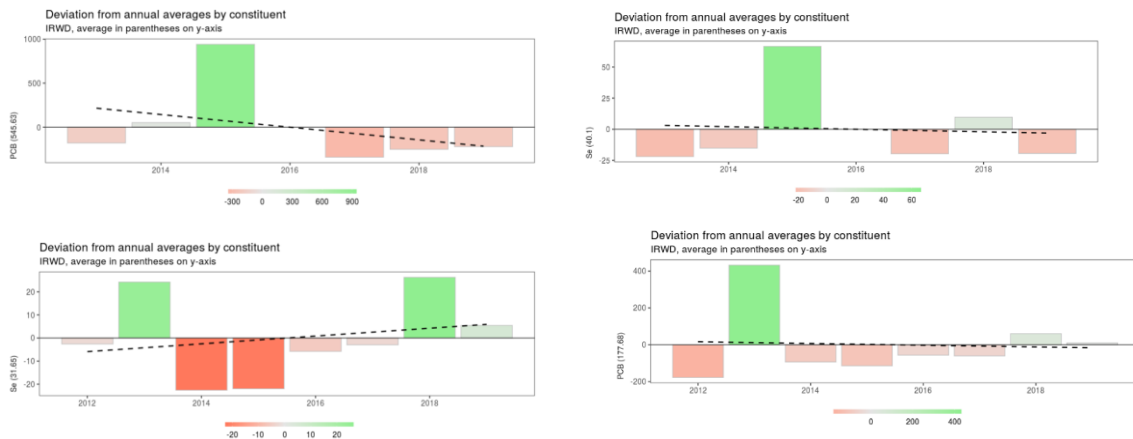 Deviation from annual averages by constituent
IRWD, average in parentheses on y-axis
1000
500
0
PCB (545.63)
2014 2016 2018
-300 0 300 600 900
Deviation from annual averages by constituent
IRWD, average in parentheses on y-axis
50
25
0
-25
Se (40.1)
2014 2016 2018
-20 0 20 40 60
Deviation from annual averages by constituent
IRWD, average in parentheses on y-axis
20
10
0
-10
-20
Se (31.65)
2012 2014 2016 2018
-20 -10 0 10 20
Deviation from annual averages by constituent
IRWD, average in parentheses on y-axis
400
200
0
-200
PCB (177.68)
2012 2014 2016 2018
0 200 400